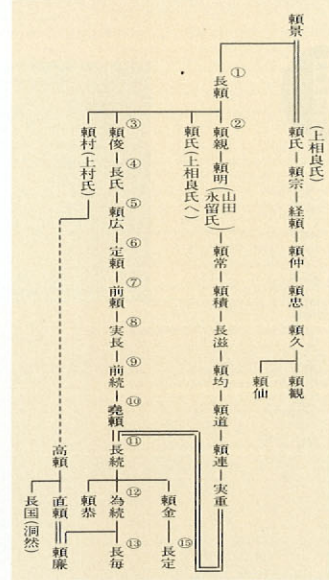 頼景
(上相良氏)
頼氏―頼宗―経頼―頼仲―頼忠―頼久―頼観
頼仙
① 長頼
② 頼親―頼明(山田 永留氏)―頼常―頼積―長滋―頼均―頼道―頼連―実重
頼氏(上相良氏へ)
③ 頼俊―④ 長氏―⑤ 頼広―⑥ 定頼―⑦ 前頼―⑧ 実長―⑨ 前続―⑩ 堯頼―⑪ 長続
頼金―⑮ 長定
⑫ 為続―⑬ 長毎
頼恭
頼村(上村氏)
高頼
直頼
頼廉
長国(洞然)